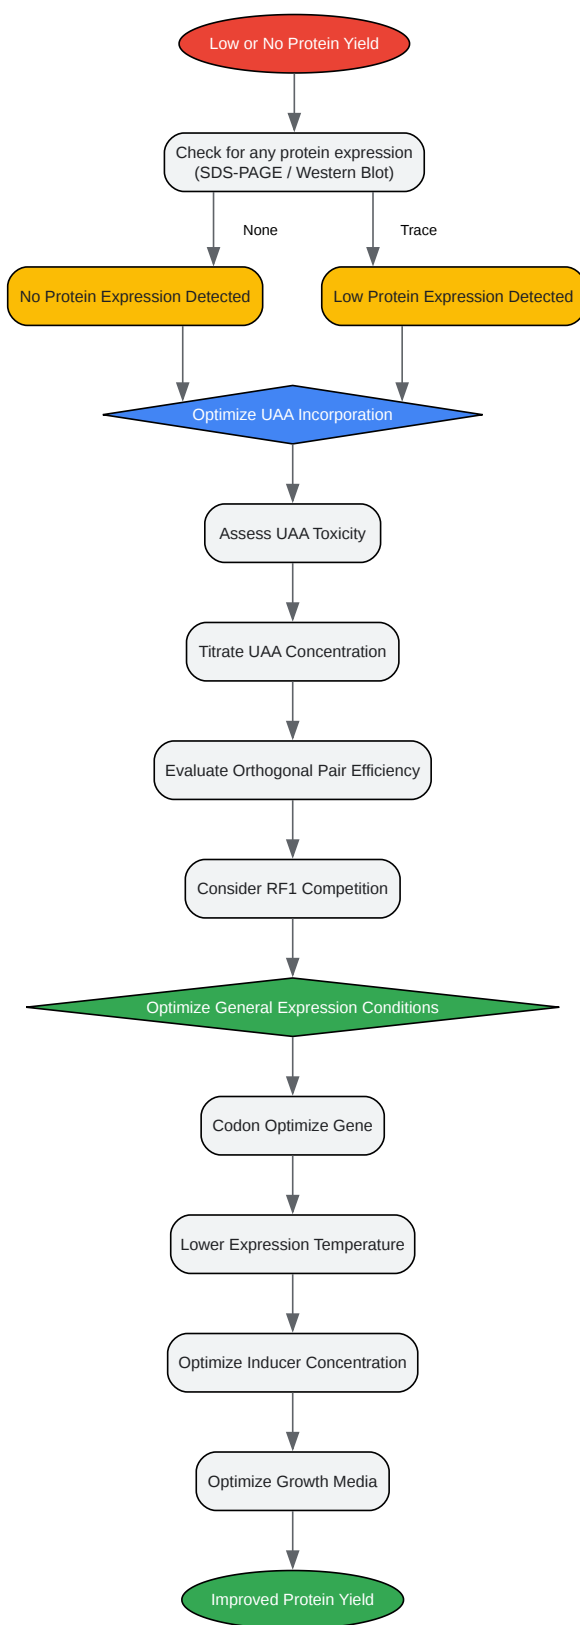 Low or No Protein Yield
Check for any protein expression
(SDS-PAGE / Western Blot)
None
Trace
No Protein Expression Detected
Low Protein Expression Detected
Optimize UAA Incorporation
Assess UAA Toxicity
Titrate UAA Concentration
Evaluate Orthogonal Pair Efficiency
Consider RF1 Competition
Optimize General Expression Conditions
Codon Optimize Gene
Lower Expression Temperature
Optimize Inducer Concentration
Optimize Growth Media
Improved Protein Yield